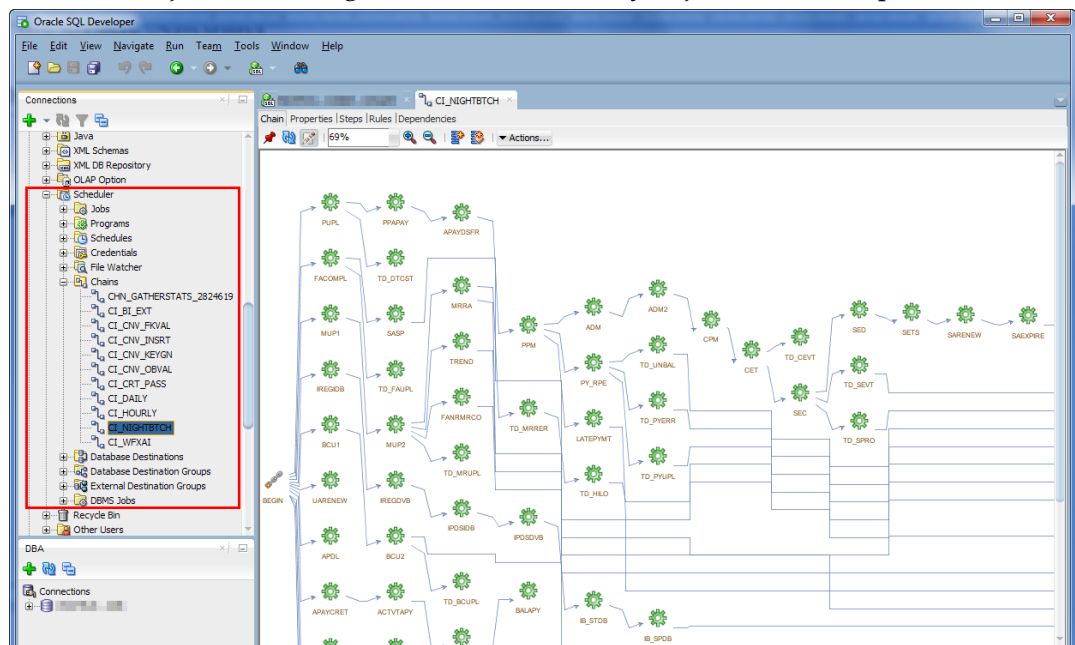 Oracle SQL Developer
File Edit View Navigate Run Team Tools Window Help
Connections
CI_NIGHTBTCH
Chain Properties Steps Rules Dependencies
69%
Actions...
Java
XML Schemas
XML DB Repository
OLAP Option
Scheduler
Jobs
Programs
Schedules
Credentials
File Watcher
Chains
CHN_GATHERSTATS_2824619
CI_BI_EXT
CI_CNV_FKVAL
CI_CNV_INSRT
CI_CNV_KEYGN
CI_CNV_OBVAL
CI_CRT_PASS
CI_DAILY
CI_HOURLY
CI_NIGHTBTCH
CI_WFXAI
Database Destinations
Database Destination Groups
External Destination Groups
DBMS Jobs
Recycle Bin
Other Users
DBA
Connections
PUPL PPAPAY APAYDSFR
FACOMPL TD_DTCST
MRRA ADM ADM2
MUP1 SASP PPM CPM SED SETS SARENEW SAEXPIRE
TREND TD_UNBAL CET TD_CEVT
IREGIDB TD_FAUPL PY_RPE TD_SEVT
FANRMRCO TD_MRRER LATEPYMT TD_PYERR SEC
BCU1 MUP2 TD_SPRO
TD_MRUPL TD_HILO TD_PYUPL
BEGIN UARENEW IREGDVB
IPDSIDB IPDSDVB
APDL BCU2
TD_BCUPL BALAPY
APAYCRET ACTVTAPY IB_STDB
IB_SPDB